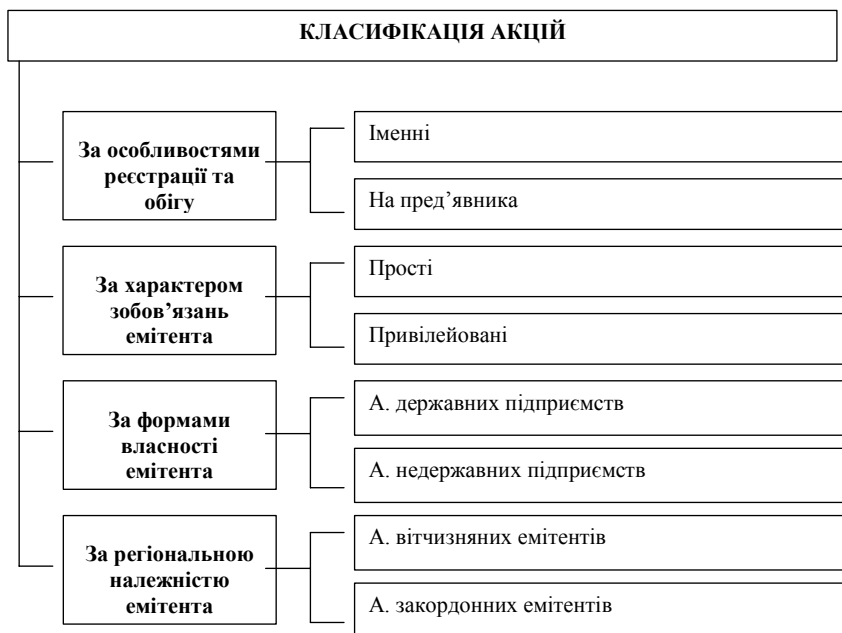 КЛАСИФІКАЦІЯ АКЦІЙ
За особливостями
реєстрації та
обігу
Іменні
На пред’явника
За характером
зобов’язань
емітента
Прості
Привілейовані
За формами
власності
емітента
А. державних підприємств
А. недержавних підприємств
За регіональною
належністю
емітента
А. вітчизняних емітентів
А. закордонних емітентів